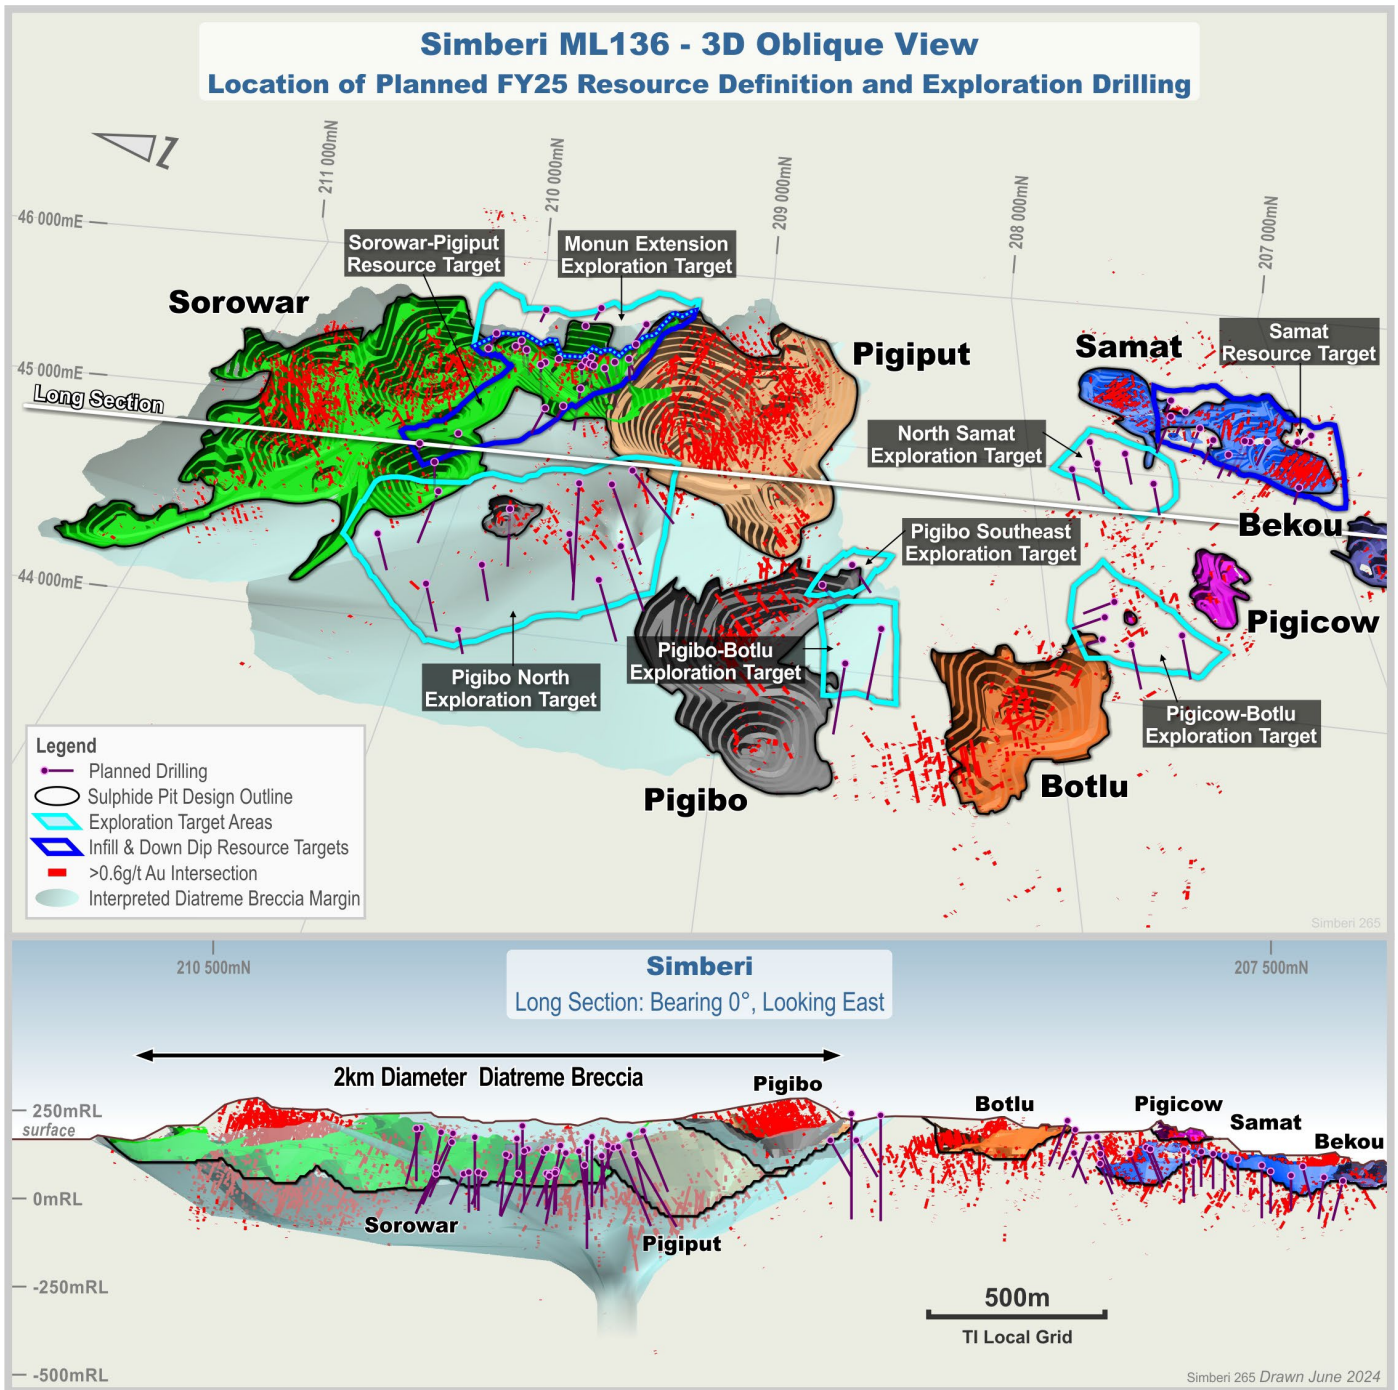 Simberi ML136 - 3D Oblique View
Location of Planned FY25 Resource Definition and Exploration Drilling
Z
211 000mN
210 000mN
209 000mN
208 000mN
207 000mN
46 000mE
45 000mE
44 000mE
Sorowar-Pigiput
Resource Target
Monun Extension
Exploration Target
Sorowar
Pigiput
Samat
Samat
Resource Target
Long Section
North Samat
Exploration Target
Bekou
Pigibo Southeast
Exploration Target
Pigicow
Pigibo-Botlu
Exploration Target
Pigibo North
Exploration Target
Pigicow-Botlu
Exploration Target
Pigibo
Botlu
Legend
Planned Drilling
Sulphide Pit Design Outline
Exploration Target Areas
Infill & Down Dip Resource Targets
>0.6g/t Au Intersection
Interpreted Diatreme Breccia Margin
Simberi 265
210 500mN
207 500mN
Simberi
Long Section: Bearing 0°, Looking East
2km Diameter Diatreme Breccia
Pigibo
Botlu
Pigicow
Samat
Bekou
250mRL
surface
0mRL
Sorowar
Pigiput
-250mRL
500m
TI Local Grid
-500mRL
Simberi 265 Drawn June 2024